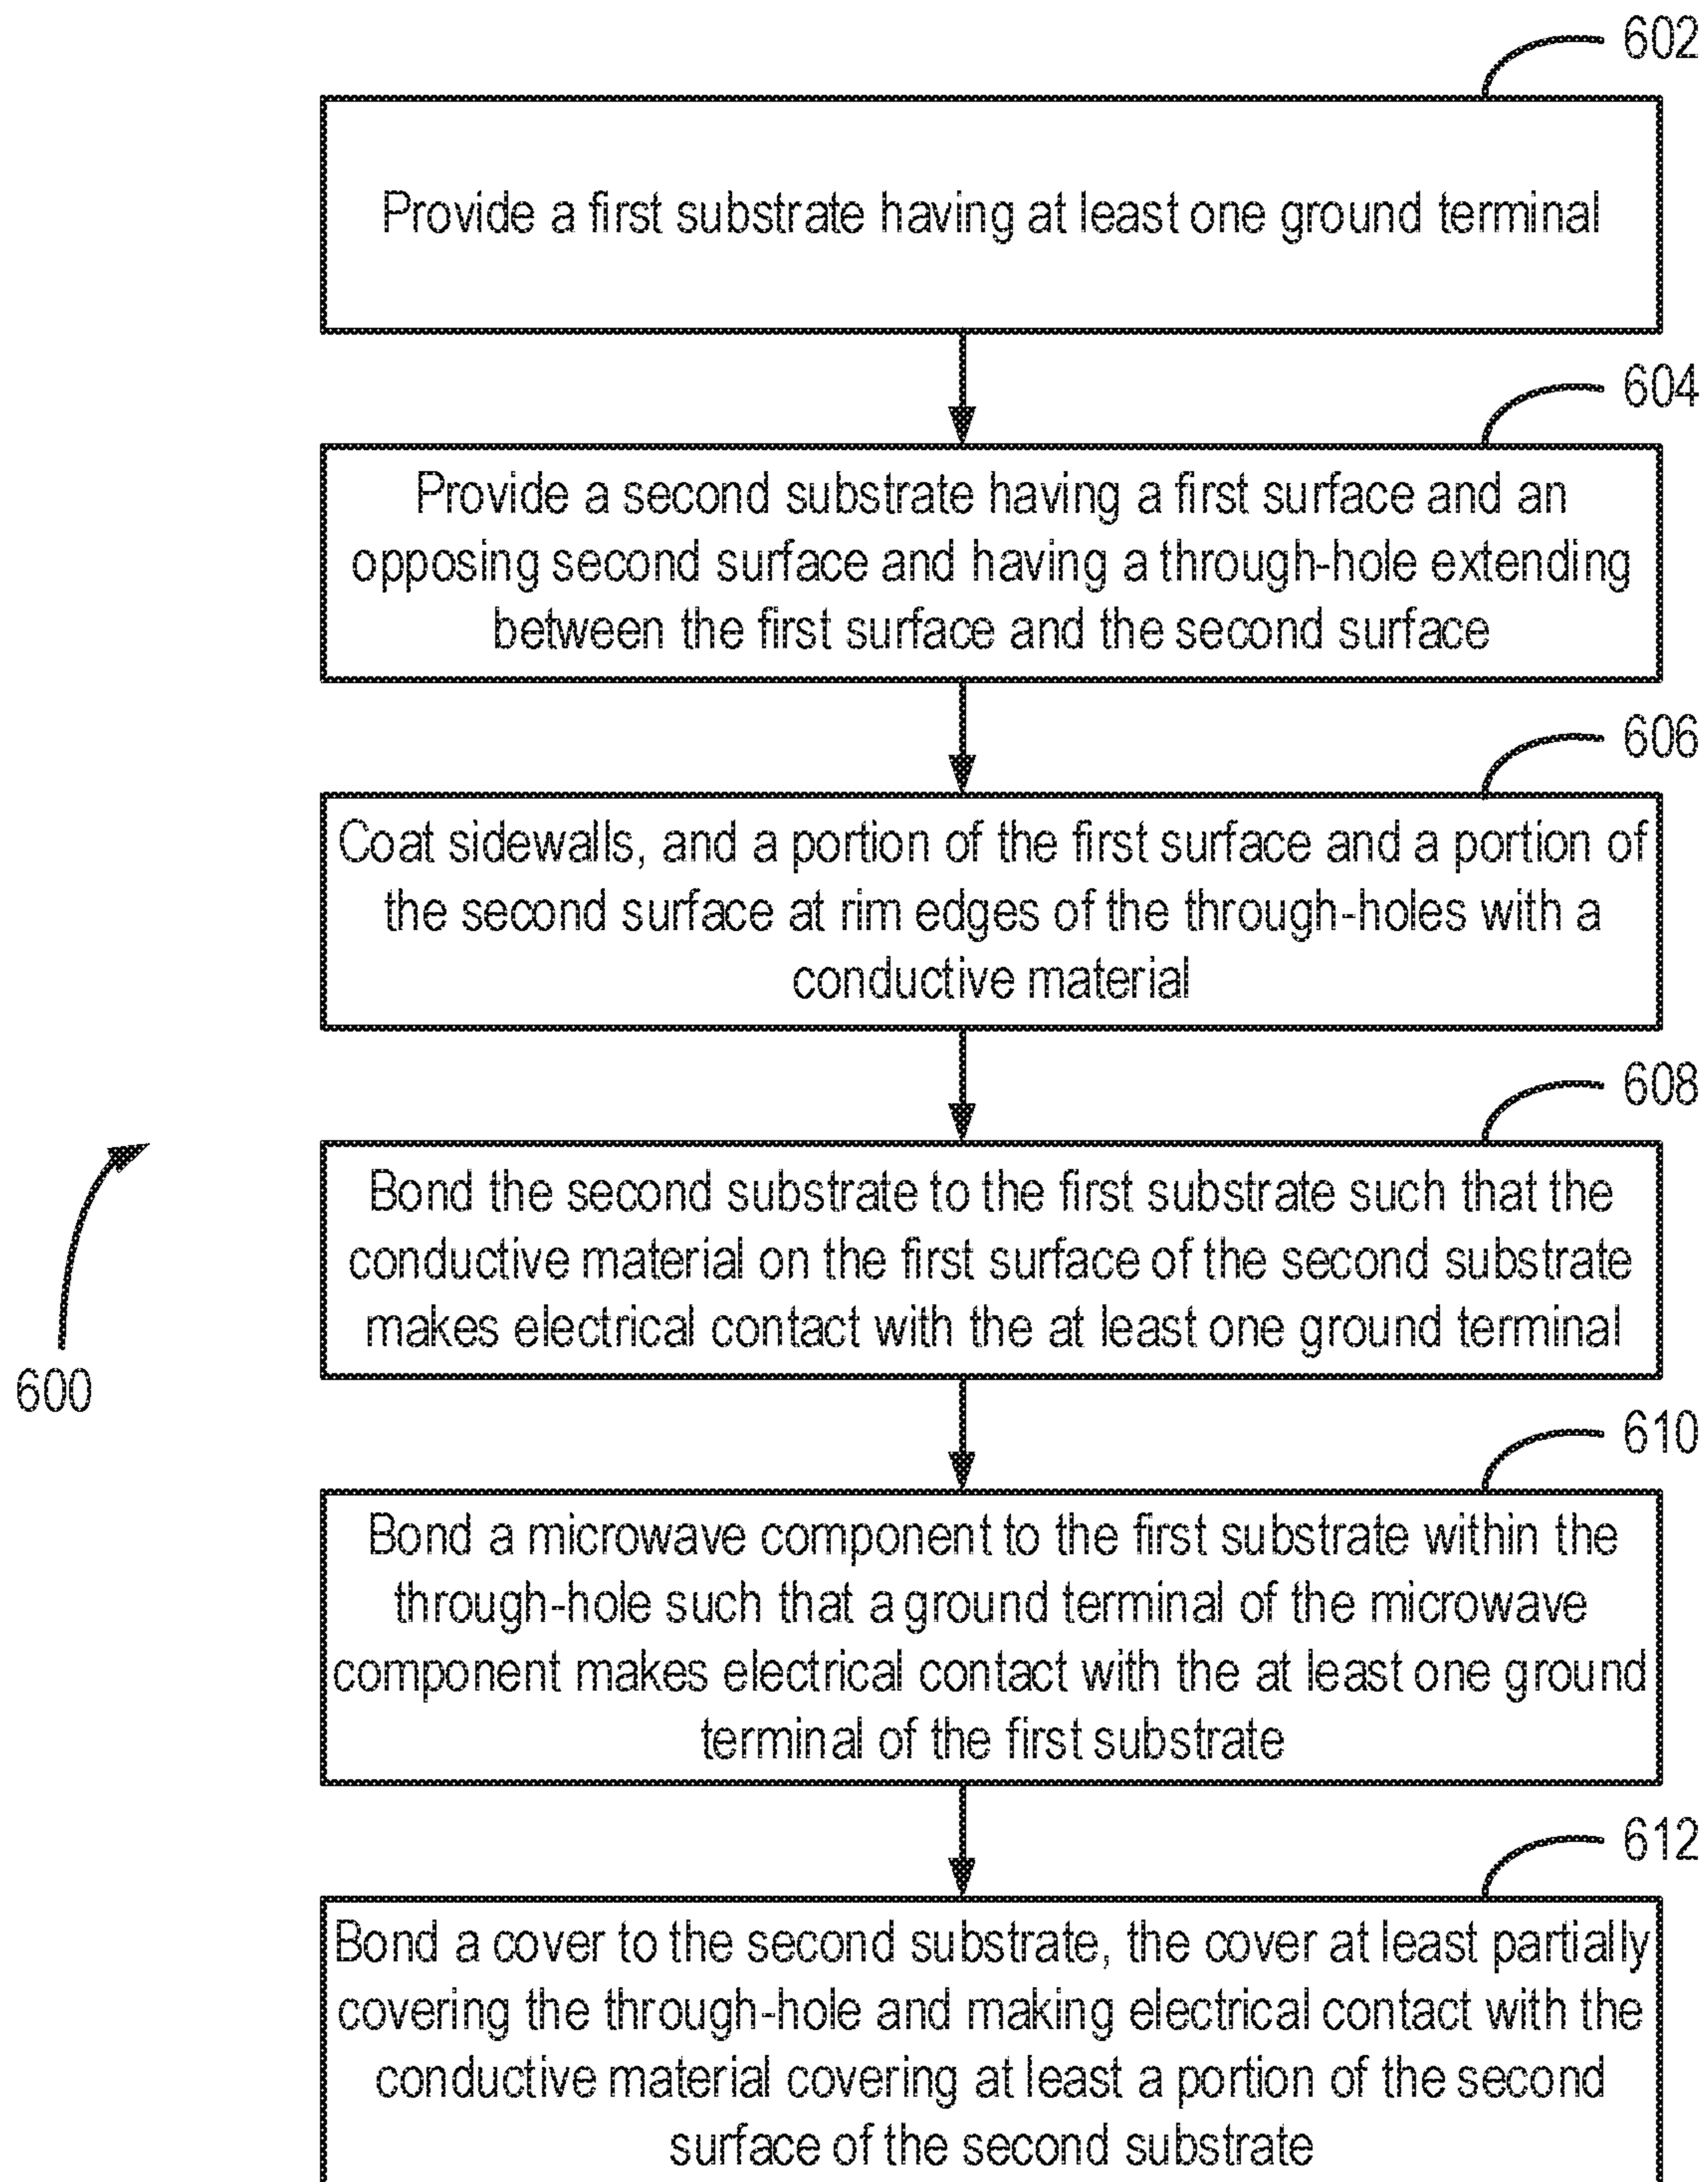 602
Provide a first substrate having at least one ground terminal
604
Provide a second substrate having a first surface and an
opposing second surface and having a through-hole extending
between the first surface and the second surface
606
Coat sidewalls, and a portion of the first surface and a portion of
the second surface at rim edges of the through-holes with a
conductive material
608
Bond the second substrate to the first substrate such that the
conductive material on the first surface of the second substrate
makes electrical contact with the at least one ground terminal
600
610
Bond a microwave component to the first substrate within the
through-hole such that a ground terminal of the microwave
component makes electrical contact with the at least one ground
terminal of the first substrate
612
Bond a cover to the second substrate, the cover at least partially
covering the through-hole and making electrical contact with the
conductive material covering at least a portion of the second
surface of the second substrate